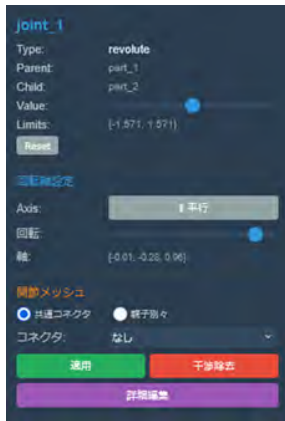 joint_1
Type: revolute
Parent: part_1
Child: part_2
Value:
Limits: [-1.571, 1.571]
Reset
回転軸設定
Axis: 平行
回転:
軸: [-0.01, -0.28, 0.96]
関節メッシュ
共通コネクタ 親子別々
コネクタ: なし
適用 干渉除去
詳細編集